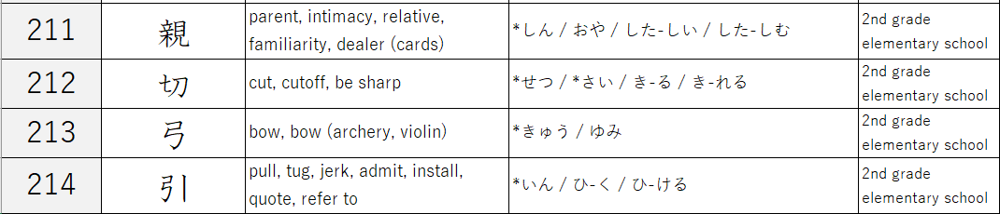 211 親 parent, intimacy, relative, familiarity, dealer (cards) *しん / おや / した-しい / した-しむ 2nd grade elementary school
212 切 cut, cutoff, be sharp *せつ / *さい / き-る / き-れる 2nd grade elementary school
213 弓 bow, bow (archery, violin) *きゅう / ゆみ 2nd grade elementary school
214 引 pull, tug, jerk, admit, install, quote, refer to *いん / ひ-く / ひ-ける 2nd grade elementary school